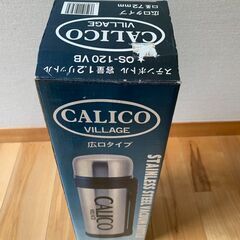 広口タイプ
口径72mm
CALICO
VILLAGE
ステンボトル 容量1.2リットル
OS-120 VB
CALICO
VILLAGE
広口タイプ
STAINLESS STEEL VACUUM
CALICO